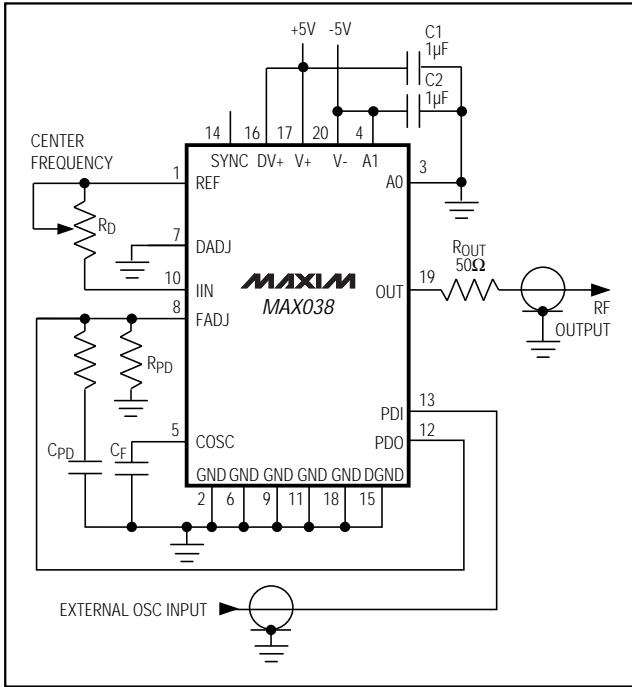 +5V -5V
C1
1µF
C2
1µF
14 16 17 20 4
CENTER
FREQUENCY
SYNC DV+ V+ V- A1
1
REF
A0
3
RD
7
DADJ
10
IIN
8
FADJ
MAXIM
MAX038
ROUT
50Ω
19
OUT
RF
OUTPUT
RPD
13
PDI
12
PDO
5
COSC
CPD
CF
GND GND GND GND GND DGND
2 6 9 11 18 15
EXTERNAL OSC INPUT